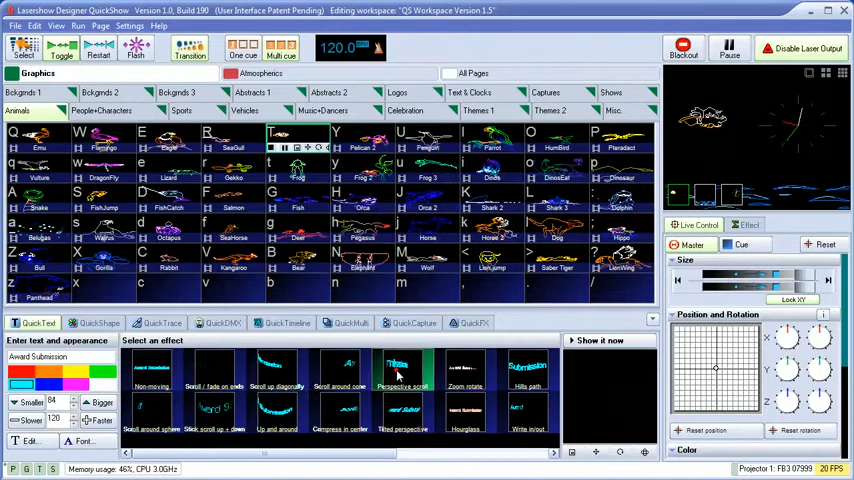 Lasershow Designer QuickShow Version 1.0, Build 190 (User Interface Patent Pending) Editing workspace: "QS Workspace Version 1.5"
File Edit View Run Page Settings Help
Select Toggle Restart Flash Transition One cue Multi cue 120.0 Blackout Pause Disable Laser Output
Graphics Atmospherics All Pages
Bckgrnds 1 Bckgrnds 2 Bckgrnds 3 Abstracts 1 Abstracts 2 Logos Text & Clocks Captures Shows
Animals People+Characters Sports Vehicles Music+Dancers Celebration Themes 1 Themes 2 Misc.
Q W E R T Y U I O P
Emu Flamingo Eagle SeaGull Pelican 2 Penguin Parrot HumBird Pteradact
q w e r t y u i o p
Vulture DragonFly Lizard Gekko Frog Frog 2 Frog 3 Dinos DinosEat Dinosaur
A S D F G H J K L :
Snake FishJump FishCatch Salmon Fish Orca Orca 2 Shark 2 Shark 3 Dolphin
a s d f g h j k l ;
Belugas Walrus Octapus SeaHorse Deer Pegasus Horse Horse 2 Dog Hippo
Z X C V B N M < > ?
Bull Gorilla Rabbit Kangaroo Bear Elephant Wolf LionJump Saber Tiger LionWing
z x c v b n m , . /
Panthead
Live Control Effect
Master Cue Reset
Size
Lock XY
Position and Rotation
X
Y
Z
Reset position Reset rotation
Color
QuickText QuickShape QuickTrace QuickDMX QuickTimeline QuickMulti QuickCapture QuickFX
Enter text and appearance Select an effect Show it now
Award Submission
Smaller 84 Bigger
Slower 120 Faster
Edit... Font...
Non-moving Scroll / fade on ends Scroll up diagonally Scroll around cone Perspective scroll Zoom rotate Hills path
Scroll around sphere Stick scroll up + down Up and around Compress in center Tilted perspective Hourglass Write in/out
P G T S Memory usage: 46%, CPU 3.0GHz Projector 1: FB3 07999 20 FPS